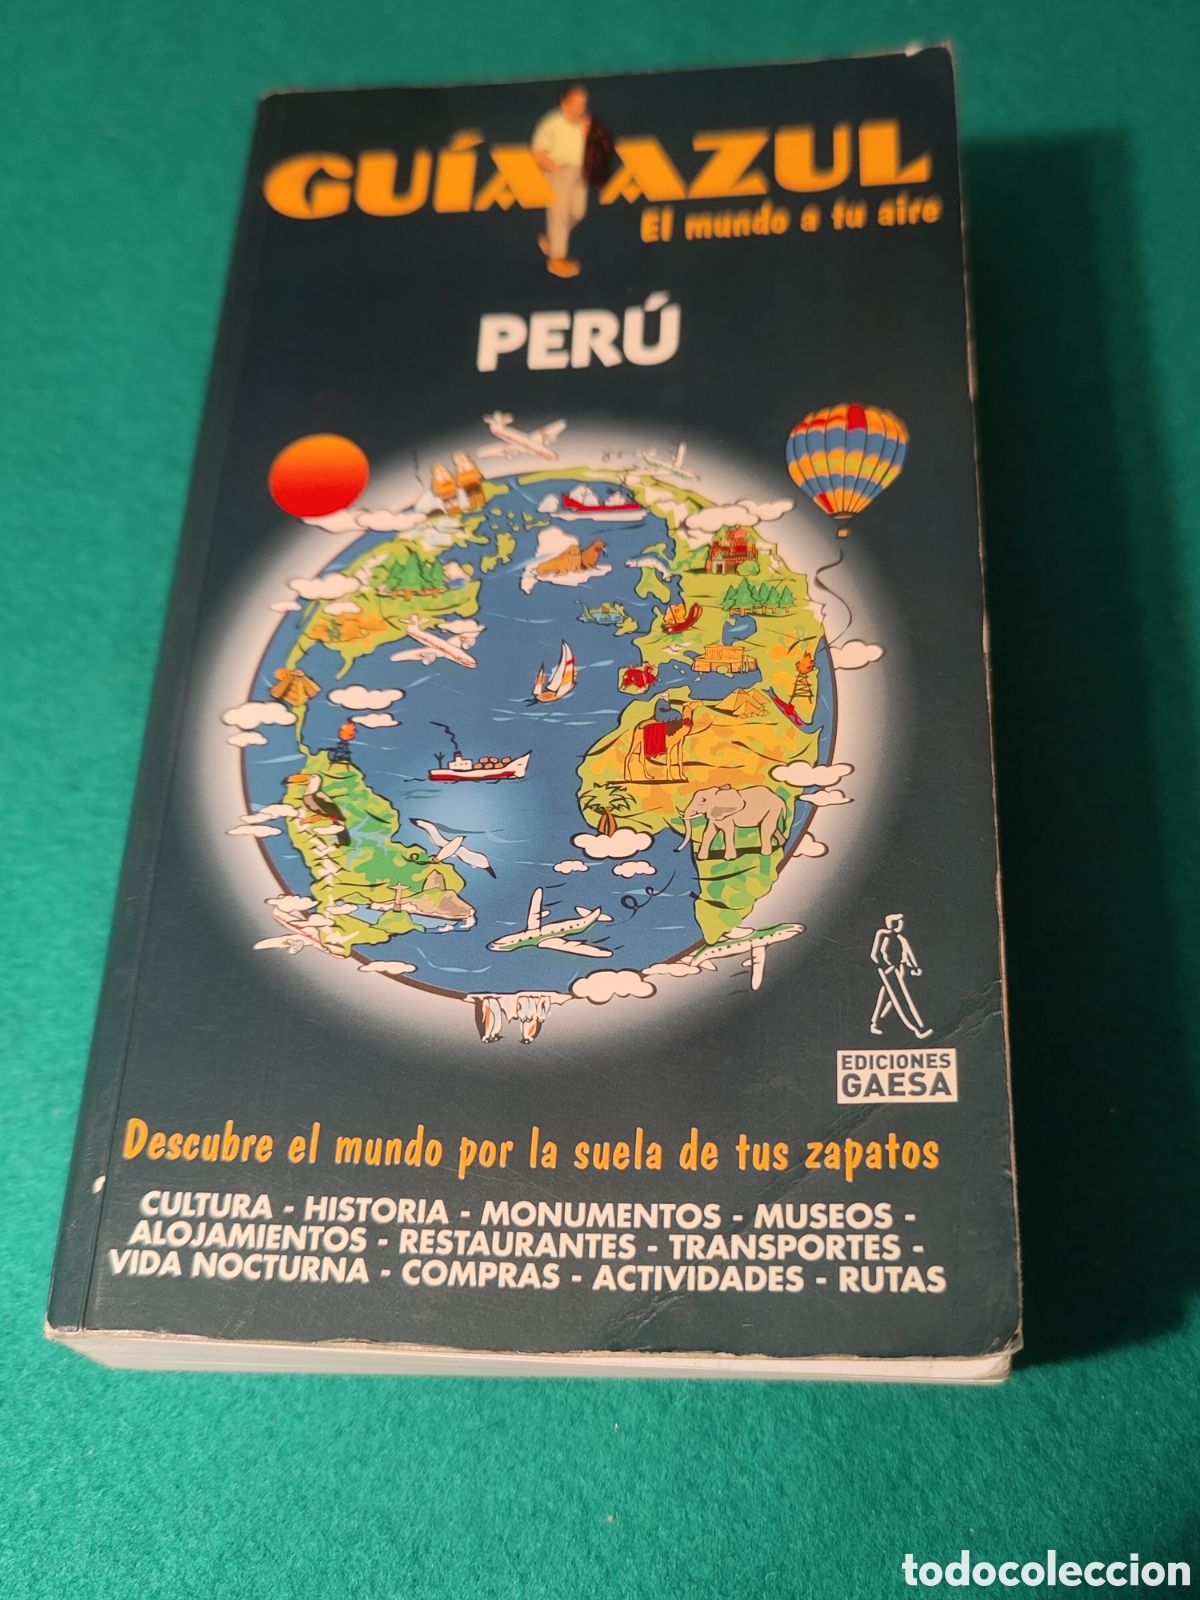 GUÍA AZUL
El mundo a tu aire
PERÚ
EDICIONES
GAESA
Descubre el mundo por la suela de tus zapatos
CULTURA - HISTORIA - MONUMENTOS - MUSEOS -
ALOJAMIENTOS - RESTAURANTES - TRANSPORTES -
VIDA NOCTURNA - COMPRAS - ACTIVIDADES - RUTAS
todocoleccion